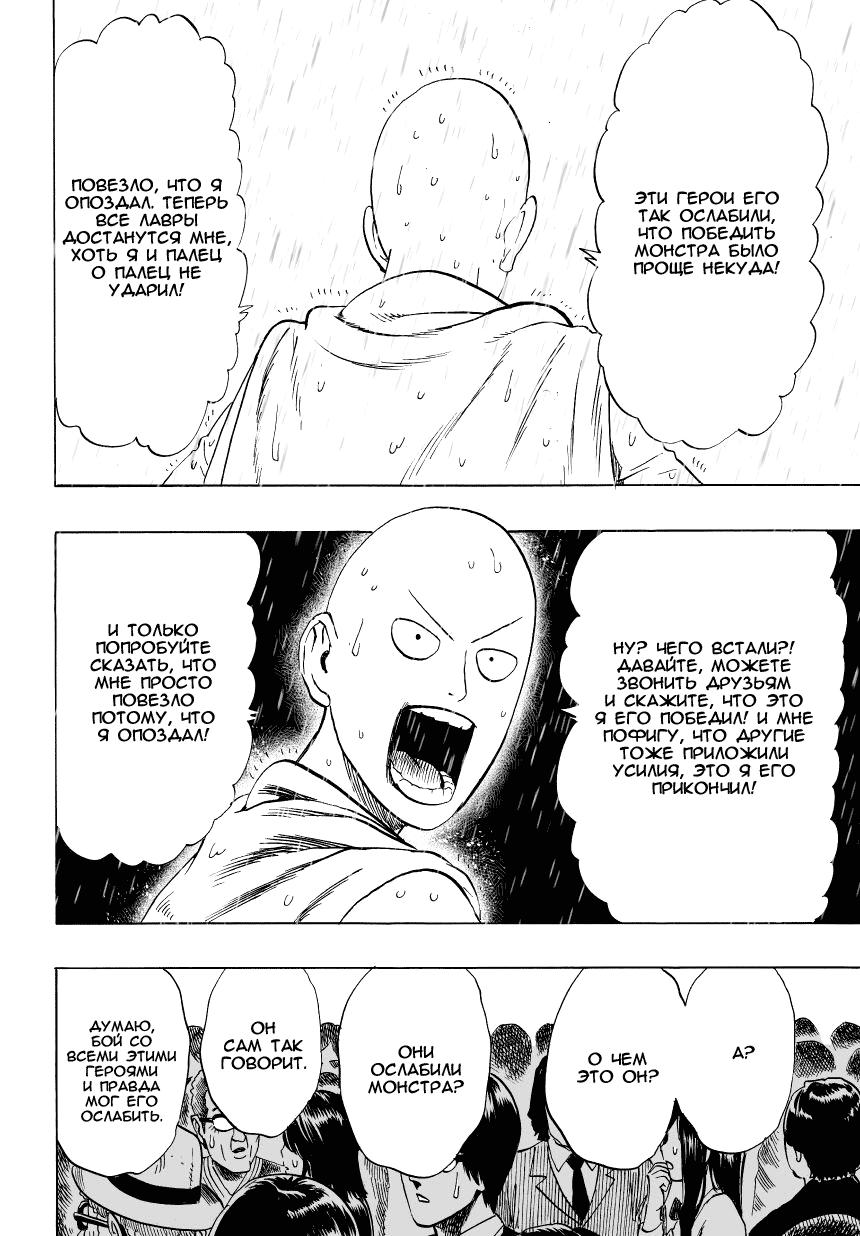 ЭТИ ГЕРОИ ЕГО
ТАК ОСЛАБИЛИ,
ЧТО ПОБЕДИТЬ
МОНСТРА БЫЛО
ПРОЩЕ НЕКУДА!
ПОВЕЗЛО, ЧТО Я
ОПОЗДАЛ. ТЕПЕРЬ
ВСЕ ЛАВРЫ
ДОСТАНУТСЯ МНЕ,
ХОТЬ Я И ПАЛЕЦ
О ПАЛЕЦ НЕ
УДАРИЛ!
НУ? ЧЕГО ВСТАЛИ?!
ДАВАЙТЕ, МОЖЕТЕ
ЗВОНИТЬ ДРУЗЬЯМ
И СКАЖИТЕ, ЧТО ЭТО
Я ЕГО ПОБЕДИЛ! И МНЕ
ПОФИГУ, ЧТО ДРУГИЕ
ТОЖЕ ПРИЛОЖИЛИ
УСИЛИЯ, ЭТО Я ЕГО
ПРИКОНЧИЛ!
И ТОЛЬКО
ПОПРОБУЙТЕ
СКАЗАТЬ, ЧТО
МНЕ ПРОСТО
ПОВЕЗЛО
ПОТОМУ, ЧТО
Я ОПОЗДАЛ!
А?
О ЧЕМ
ЭТО ОН?
ОНИ
ОСЛАБИЛИ
МОНСТРА?
ОН
САМ ТАК
ГОВОРИТ.
ДУМАЮ,
БОЙ СО
ВСЕМИ ЭТИМИ
ГЕРОЯМИ
И ПРАВДА
МОГ ЕГО
ОСЛАБИТЬ.